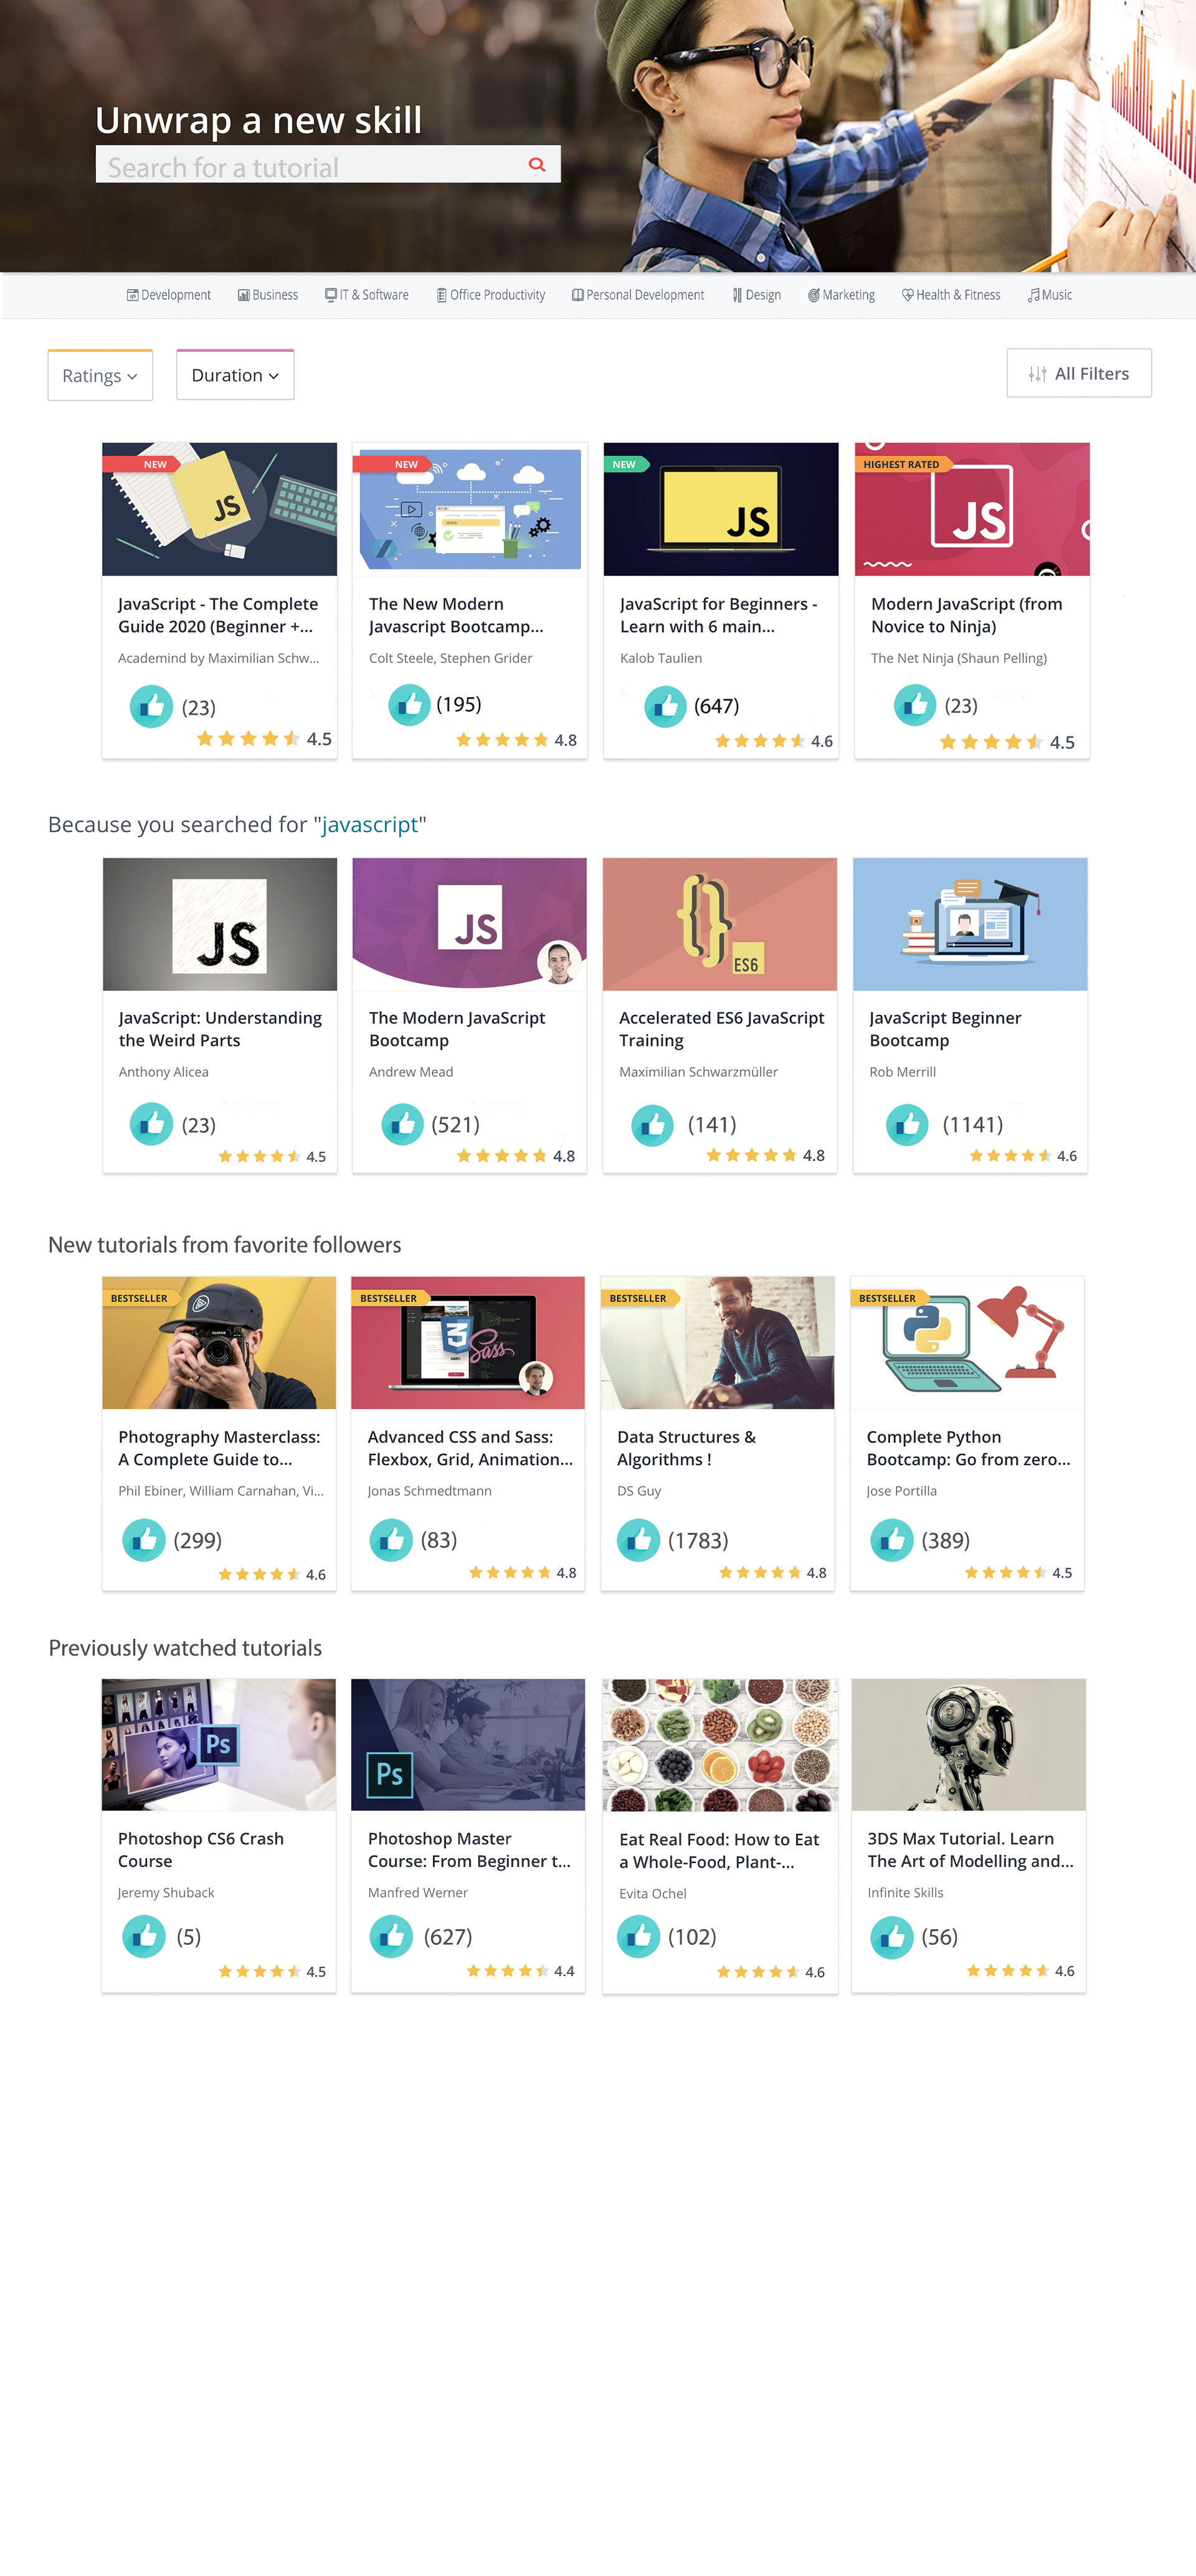 Unwrap a new skill
Search for a tutorial
Development Business IT & Software Office Productivity Personal Development Design Marketing Health & Fitness Music
Ratings Duration All Filters
NEW
JS
JavaScript - The Complete
Guide 2020 (Beginner +...
Academind by Maximilian Schw...
(23)
4.5
NEW
The New Modern
Javascript Bootcamp...
Colt Steele, Stephen Grider
(195)
4.8
NEW
JS
JavaScript for Beginners -
Learn with 6 main...
Kalob Taulien
(647)
4.6
HIGHEST RATED
JS
Modern JavaScript (from
Novice to Ninja)
The Net Ninja (Shaun Pelling)
(23)
4.5
Because you searched for "javascript"
JS
JavaScript: Understanding
the Weird Parts
Anthony Alicea
(23)
4.5
JS
The Modern JavaScript
Bootcamp
Andrew Mead
(521)
4.8
{}
ES6
Accelerated ES6 JavaScript
Training
Maximilian Schwarzmüller
(141)
4.8
JavaScript Beginner
Bootcamp
Rob Merrill
(1141)
4.6
New tutorials from favorite followers
BESTSELLER
Photography Masterclass:
A Complete Guide to...
Phil Ebiner, William Carnahan, Vi...
(299)
4.6
BESTSELLER
3
Sass
Advanced CSS and Sass:
Flexbox, Grid, Animation...
Jonas Schmedtmann
(83)
4.8
BESTSELLER
Data Structures &
Algorithms !
DS Guy
(1783)
4.8
BESTSELLER
Complete Python
Bootcamp: Go from zero...
Jose Portilla
(389)
4.5
Previously watched tutorials
Ps
Photoshop CS6 Crash
Course
Jeremy Shuback
(5)
4.5
Ps
Photoshop Master
Course: From Beginner t...
Manfred Werner
(627)
4.4
Eat Real Food: How to Eat
a Whole-Food, Plant-...
Evita Ochel
(102)
4.6
3DS Max Tutorial. Learn
The Art of Modelling and...
Infinite Skills
(56)
4.6